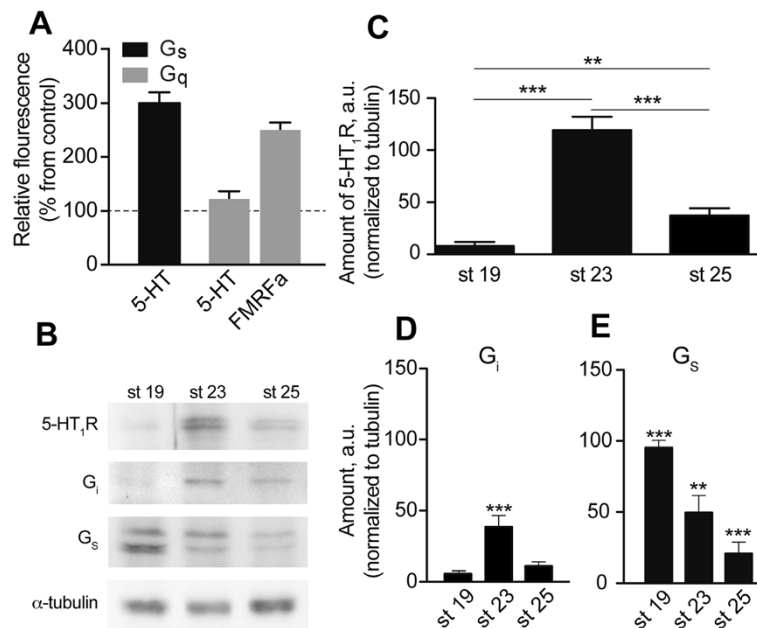 A
Relative flourescence
(% from control)
400
300
200
100
0
Gs
Gq
5-HT
5-HT
FMRFa
B
st 19 st 23 st 25
5-HT₁R
Gᵢ
Gₛ
α-tubulin
C
Amount of 5-HT₁R, a.u.
(normalized to tubulin)
150
100
50
0
**
*** ***
st 19 st 23 st 25
D
Gᵢ
Amount, a.u.
(normalized to tubulin)
150
100
50
0
***
st 19
st 23
st 25
E
Gₛ
150
100
50
0
***
**
***
st 19
st 23
st 25